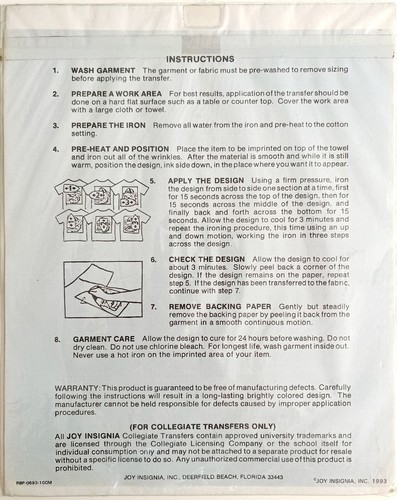 INSTRUCTIONS
1. WASH GARMENT The garment or fabric must be pre-washed to remove sizing
before applying the transfer.
2. PREPARE A WORK AREA For best results, application of the transfer should be
done on a hard flat surface such as a table or counter top. Cover the work area
with a large cloth or towel.
3. PREPARE THE IRON Remove all water from the iron and pre-heat to the cotton
setting.
4. PRE-HEAT AND POSITION Place the item to be imprinted on top of the towel
and iron out all of the wrinkles. After the material is smooth and while it is still
warm, position the design, ink side down, in the place where you want it to appear.
5. APPLY THE DESIGN Using a firm pressure, iron
the design from side to side one section at a time, first
for 15 seconds across the top of the design, then for
15 seconds across the middle of the design, and
finally back and forth across the bottom for 15
seconds. Allow the design to cool for 3 minutes and
repeat the ironing procedure, this time using an up
and down motion, working the iron in three steps
across the design.
6. CHECK THE DESIGN Allow the design to cool for
about 3 minutes. Slowly peel back a corner of the
design. If the design remains on the paper, repeat
step 5. If the design has been transferred to the fabric,
continue with step 7.
7. REMOVE BACKING PAPER Gently but steadily
remove the backing paper by peeling it back from the
garment in a smooth continuous motion.
8. GARMENT CARE Allow the design to cure for 24 hours before washing. Do not
dry clean. Do not use chlorine bleach. For longest life, wash garment inside out.
Never use a hot iron on the imprinted area of your item.
WARRANTY: This product is guaranteed to be free of manufacturing defects. Carefully
following the instructions will result in a long-lasting brightly colored design. The
manufacturer cannot be held responsible for defects caused by improper application
procedures.
(FOR COLLEGIATE TRANSFERS ONLY)
All JOY INSIGNIA Collegiate Transfers contain approved university trademarks and
are licensed through the Collegiate Licensing Company or the school itself for
individual consumption only and may not be attached to a separate product for resale
without a specific license to do so. Any unauthorized commercial use of this product is
prohibited.
RBP-0693-100M
JOY INSIGNIA, INC., DEERFIELD BEACH, FLORIDA 33443
©JOY INSIGNIA, INC. 1993